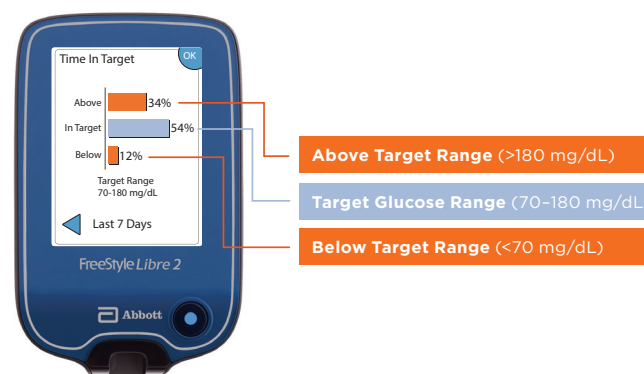 Time In Target
OK
Above 34%
In Target 54%
Below 12%
Target Range
70-180 mg/dL
Last 7 Days
FreeStyle Libre 2
Abbott
Above Target Range (>180 mg/dL)
Target Glucose Range (70–180 mg/dL
Below Target Range (<70 mg/dL)